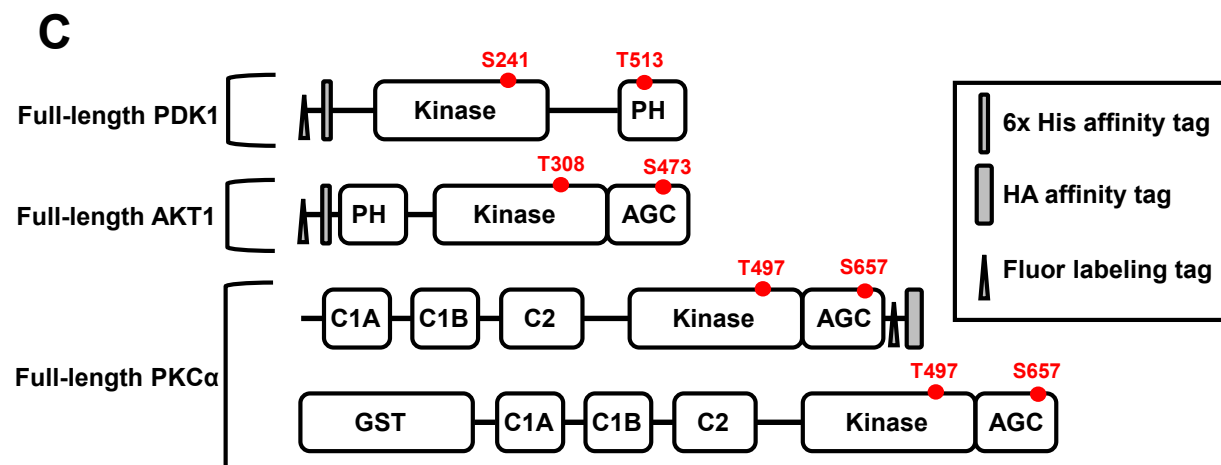 C
S241 T513
Full-length PDK1 Kinase PH
T308 S473
Full-length AKT1 PH Kinase AGC
T497 S657
C1A C1B C2 Kinase AGC
Full-length PKCα
T497 S657
GST C1A C1B C2 Kinase AGC
6x His affinity tag
HA affinity tag
Fluor labeling tag